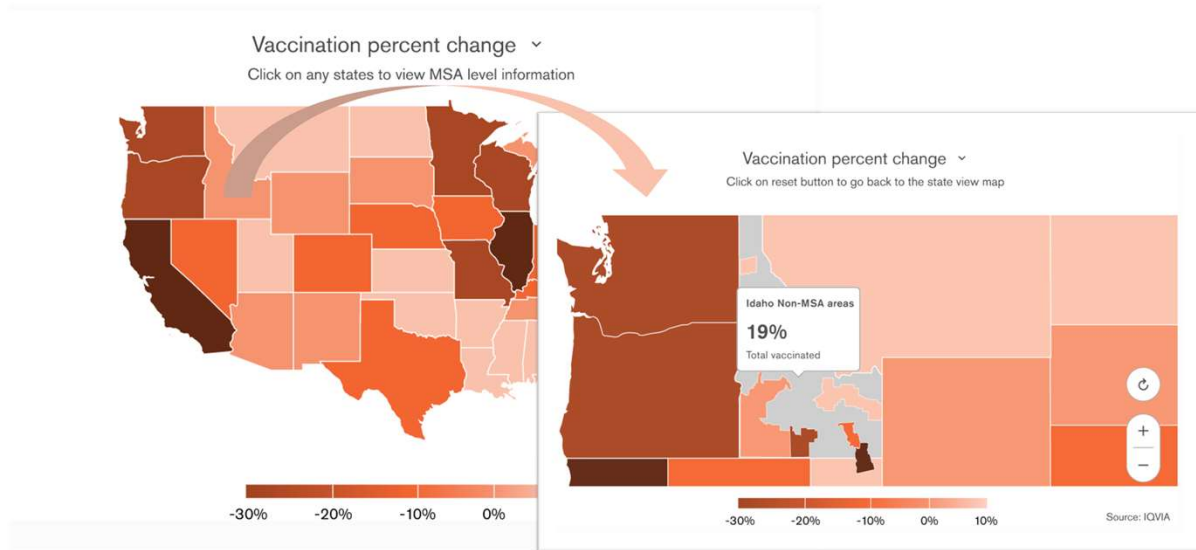 Vaccination percent change
Click on any states to view MSA level information
-30% -20% -10% 0%
Vaccination percent change
Click on reset button to go back to the state view map
Idaho Non-MSA areas
19%
Total vaccinated
+
−
-30% -20% -10% 0% 10%
Source: IQVIA